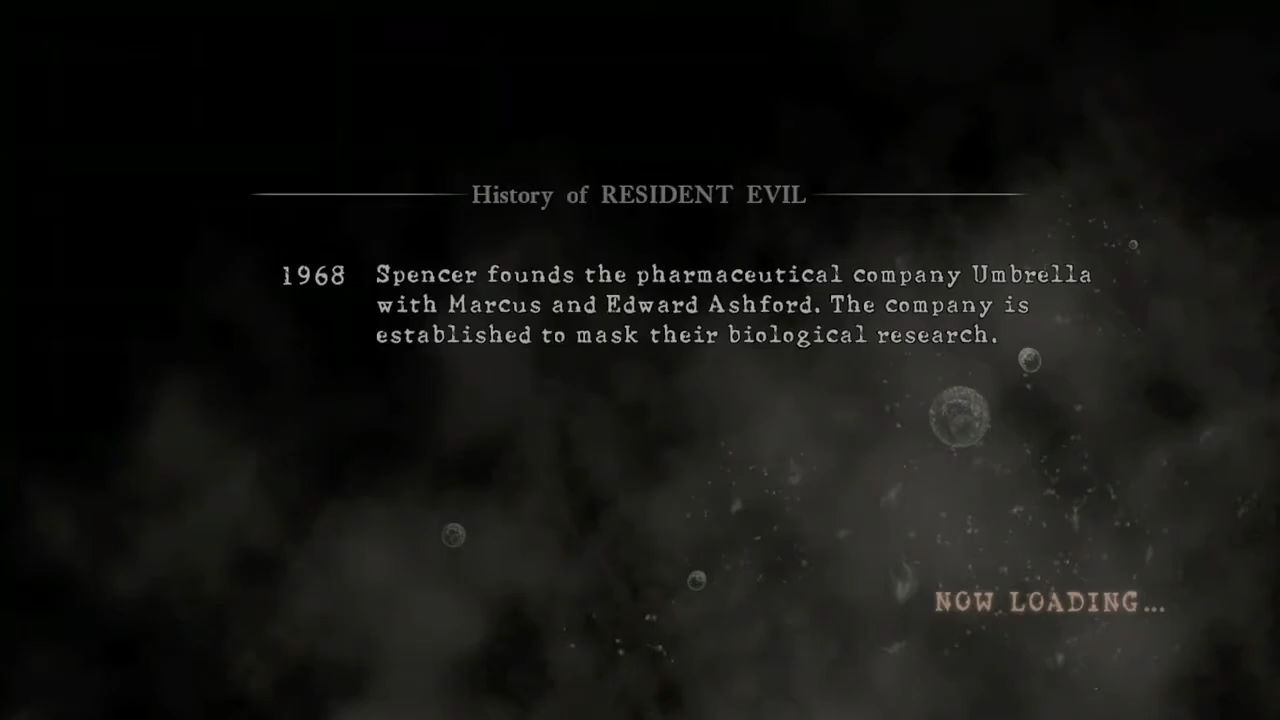 History of RESIDENT EVIL
1968 Spencer founds the pharmaceutical company Umbrella
with Marcus and Edward Ashford. The company is
established to mask their biological research.
NOW LOADING...